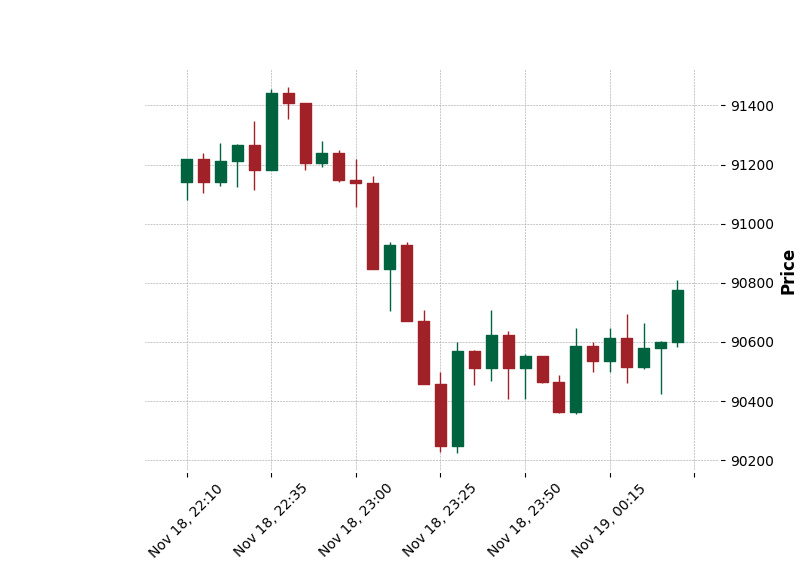 91400
91200
91000
90800
90600
90400
90200
Price
Nov 18, 22:10
Nov 18, 22:35
Nov 18, 23:00
Nov 18, 23:25
Nov 18, 23:50
Nov 19, 00:15